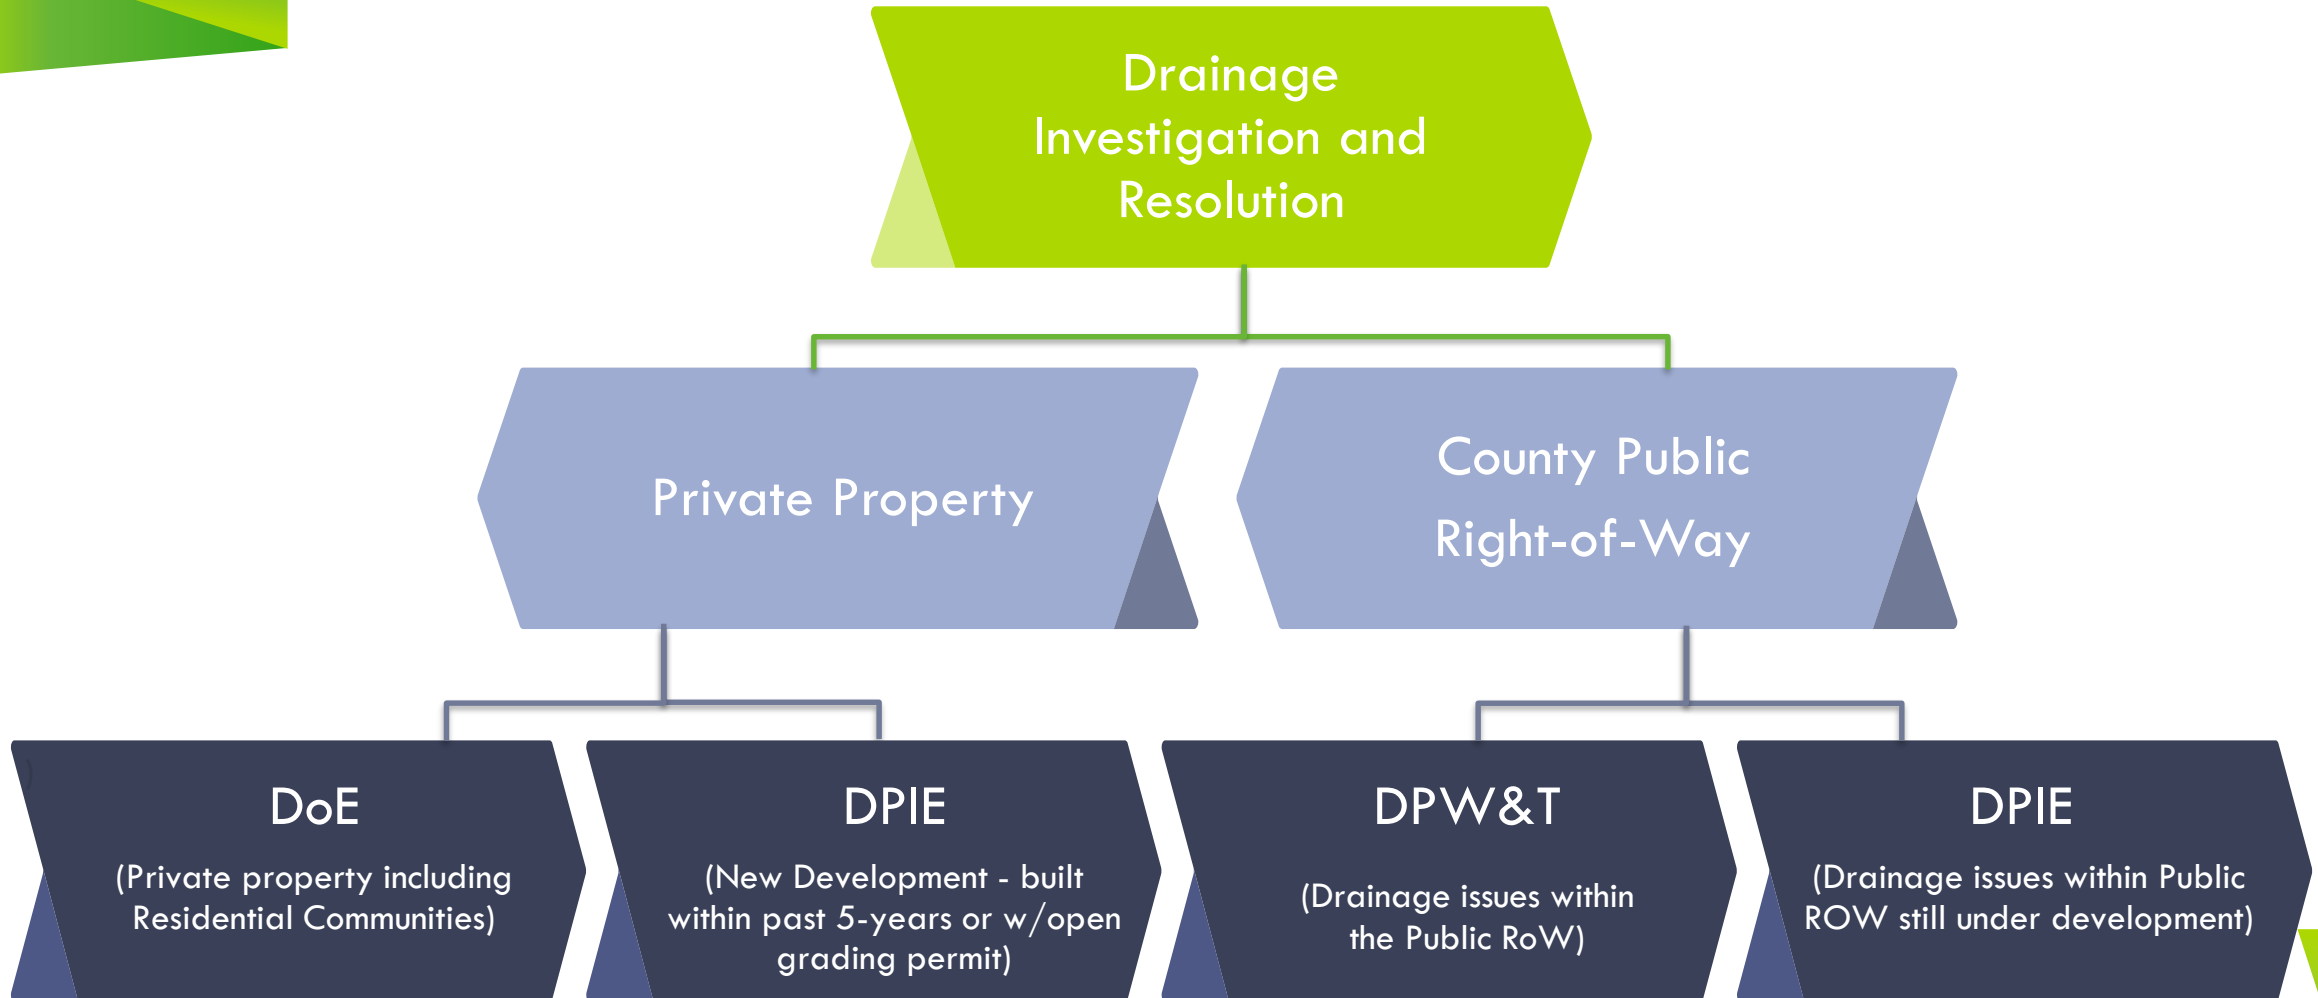 Drainage
Investigation and
Resolution
Private Property
County Public
Right-of-Way
DoE
(Private property including
Residential Communities)
DPIE
(New Development - built
within past 5-years or w/open
grading permit)
DPW&T
(Drainage issues within
the Public RoW)
DPIE
(Drainage issues within Public
ROW still under development)